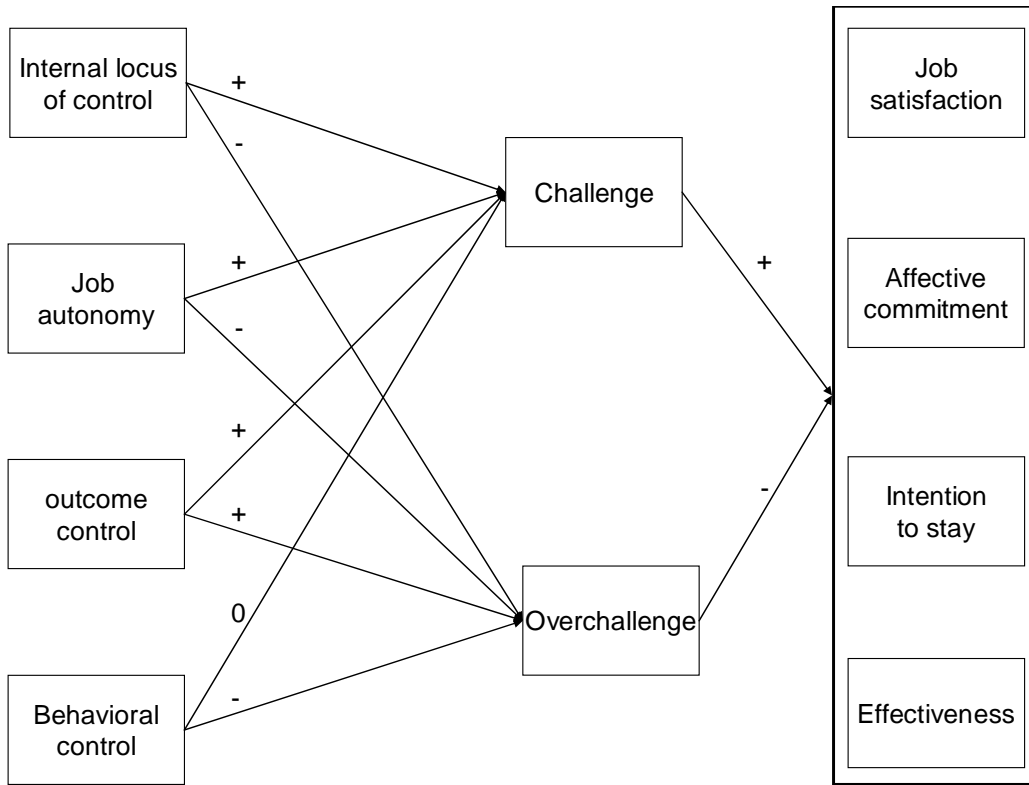 Internal locus
of control
+
-
Job
autonomy
+
-
outcome
control
+
+
Behavioral
control
0
-
Challenge
+
Overchallenge
-
Job
satisfaction
Affective
commitment
Intention
to stay
Effectiveness